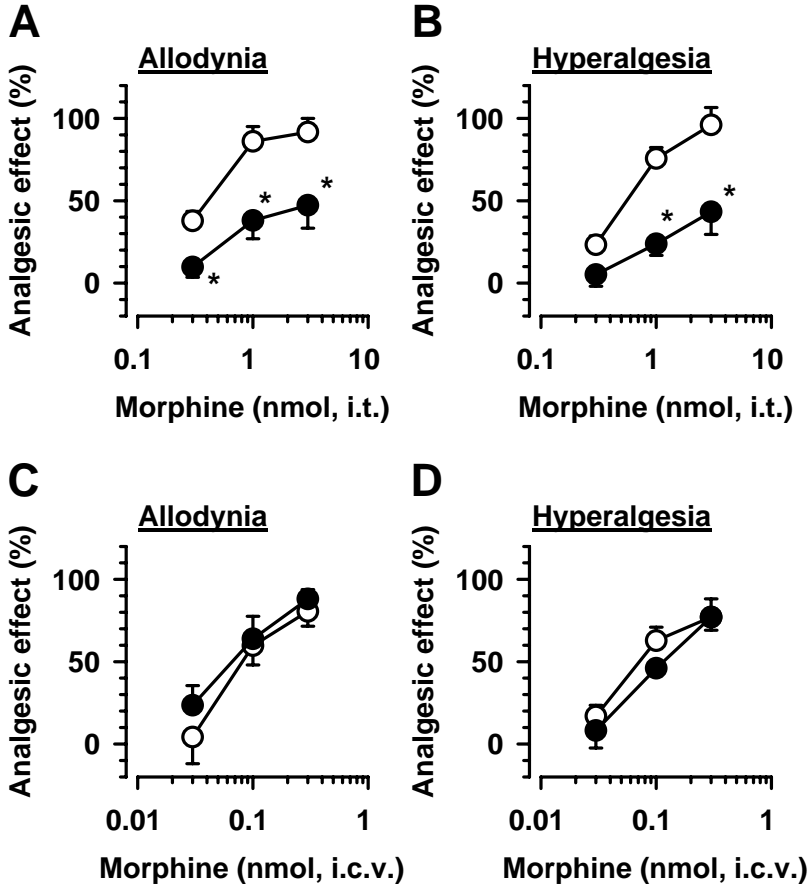 A
Allodynia
Analgesic effect (%)
100
50
0
*
*
*
0.1
1
10
Morphine (nmol, i.t.)
B
Hyperalgesia
Analgesic effect (%)
100
50
0
*
*
0.1
1
10
Morphine (nmol, i.t.)
C
Allodynia
Analgesic effect (%)
100
50
0
0.01
0.1
1
Morphine (nmol, i.c.v.)
D
Hyperalgesia
Analgesic effect (%)
100
50
0
0.01
0.1
1
Morphine (nmol, i.c.v.)